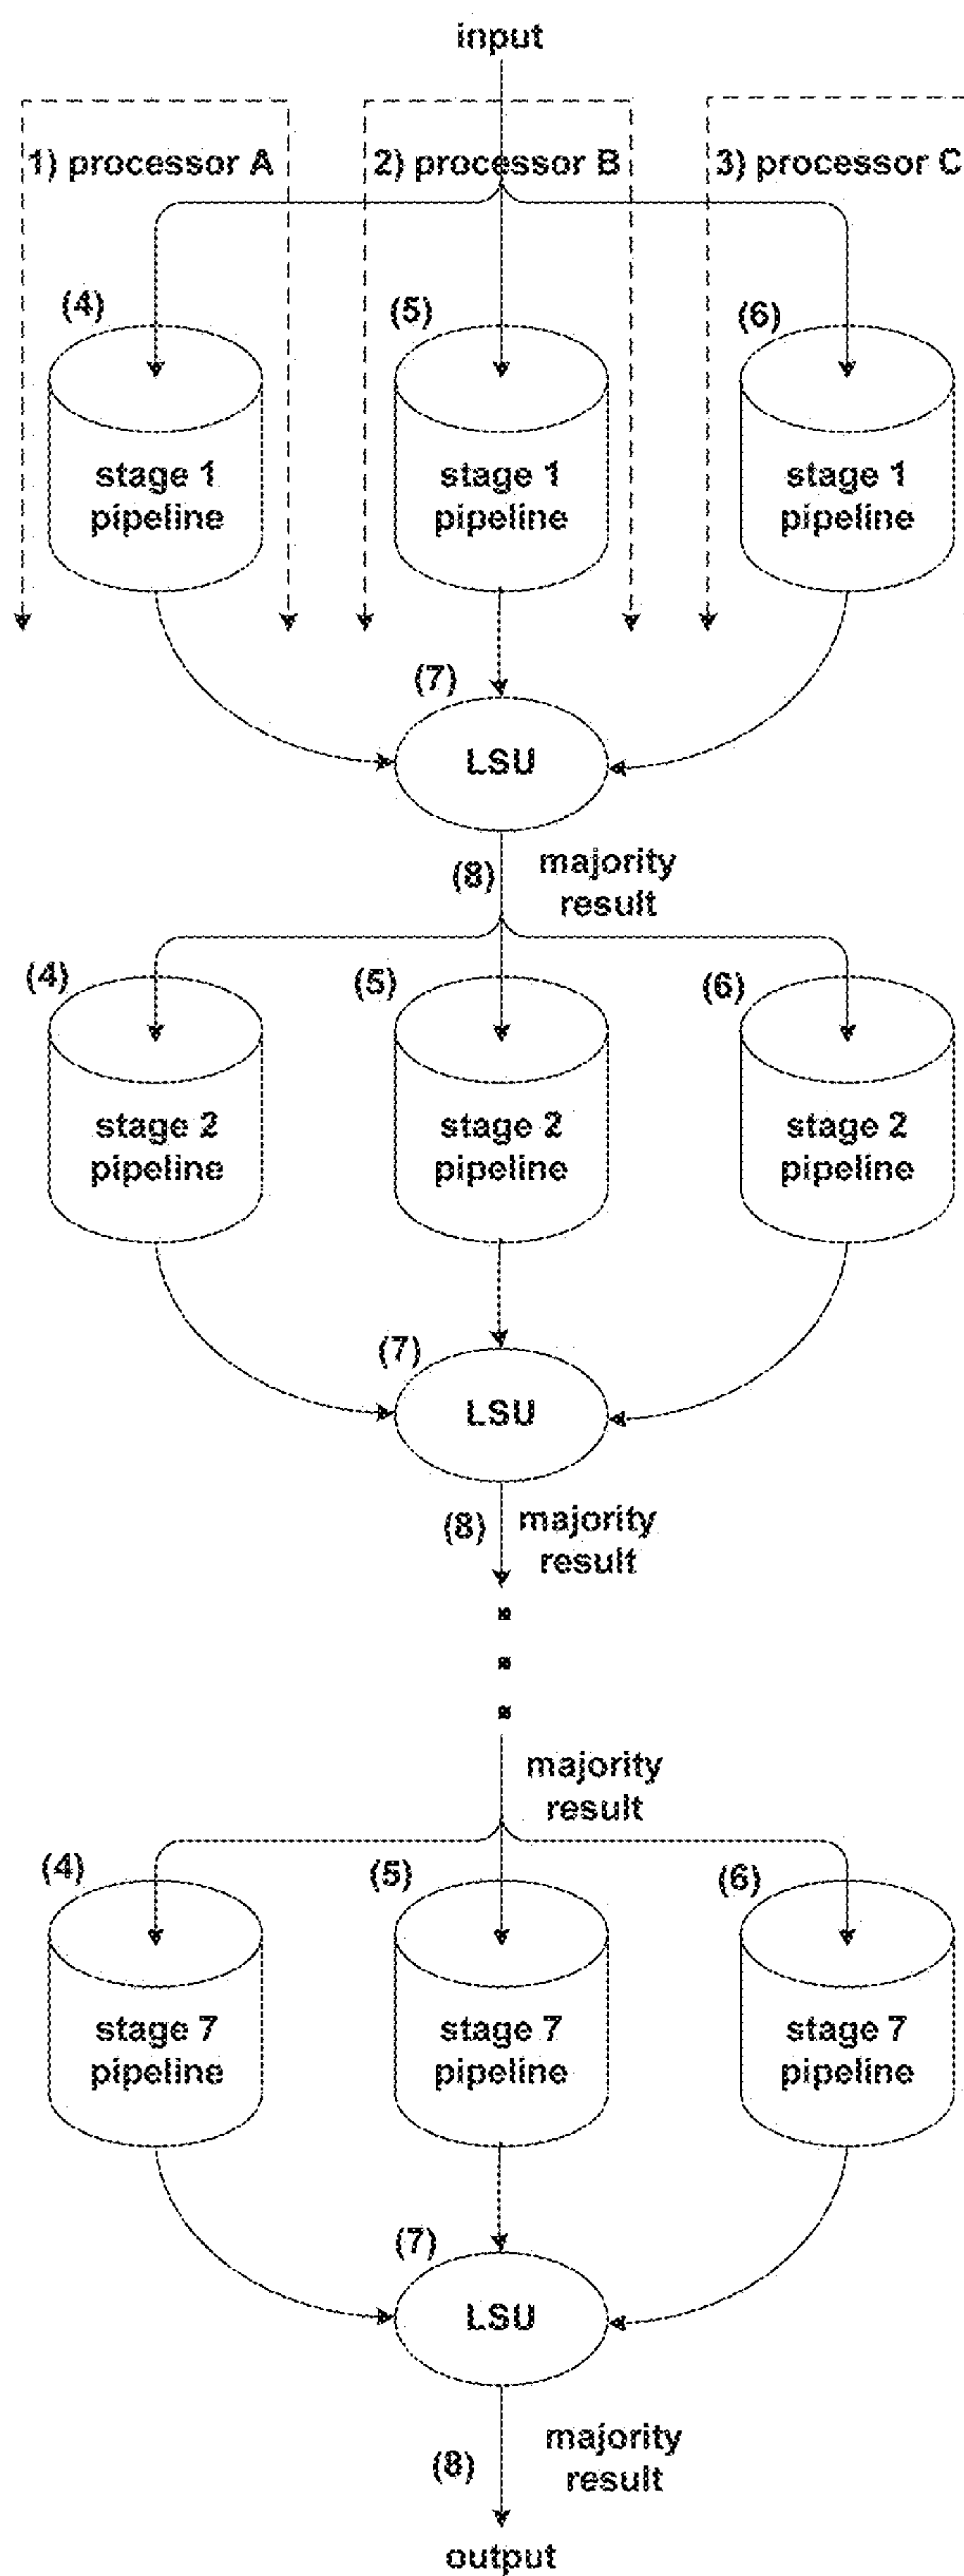 input
1) processor A
2) processor B
3) processor C
(4)
(5)
(6)
stage 1
pipeline
stage 1
pipeline
stage 1
pipeline
(7)
LSU
(8)
majority
result
(4)
(5)
(6)
stage 2
pipeline
stage 2
pipeline
stage 2
pipeline
(7)
LSU
(8)
majority
result
majority
result
(4)
(5)
(6)
stage 7
pipeline
stage 7
pipeline
stage 7
pipeline
(7)
LSU
(8)
majority
result
output